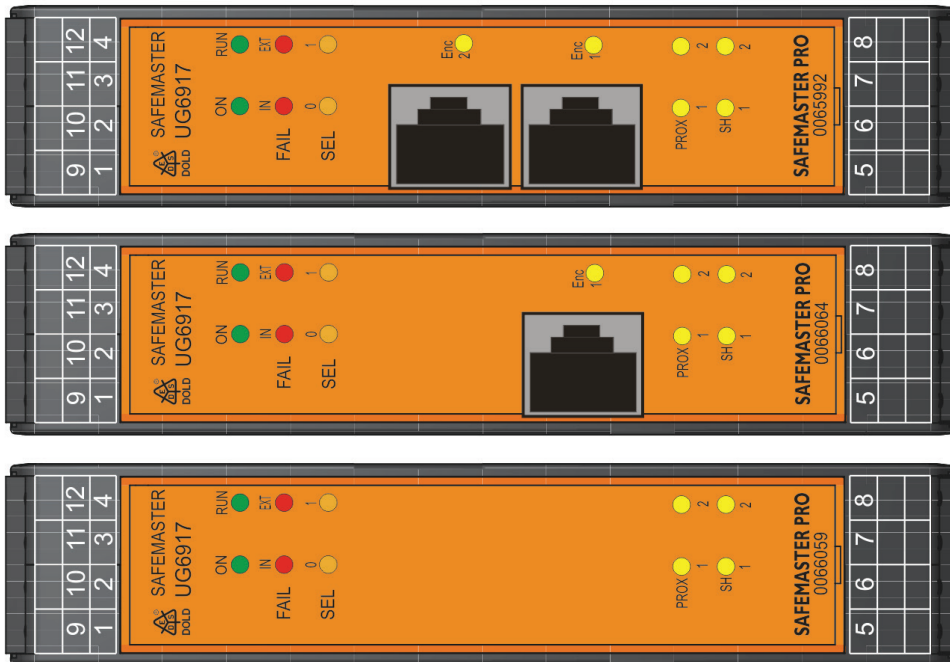 9 10 11 12
1 2 3 4
SAFEMASTER
DOLD UG6917
ON RUN
IN EXT
FAIL
0 1
SEL
Enc
2
Enc
1
PROX
1 2
SH
1 2
SAFEMASTER PRO
0065992
5 6 7 8
9 10 11 12
1 2 3 4
SAFEMASTER
DOLD UG6917
ON RUN
IN EXT
FAIL
0 1
SEL
Enc
1
PROX
1 2
SH
1 2
SAFEMASTER PRO
0066064
5 6 7 8
9 10 11 12
1 2 3 4
SAFEMASTER
DOLD UG6917
ON RUN
IN EXT
FAIL
0 1
SEL
PROX
1 2
SH
1 2
SAFEMASTER PRO
0066059
5 6 7 8